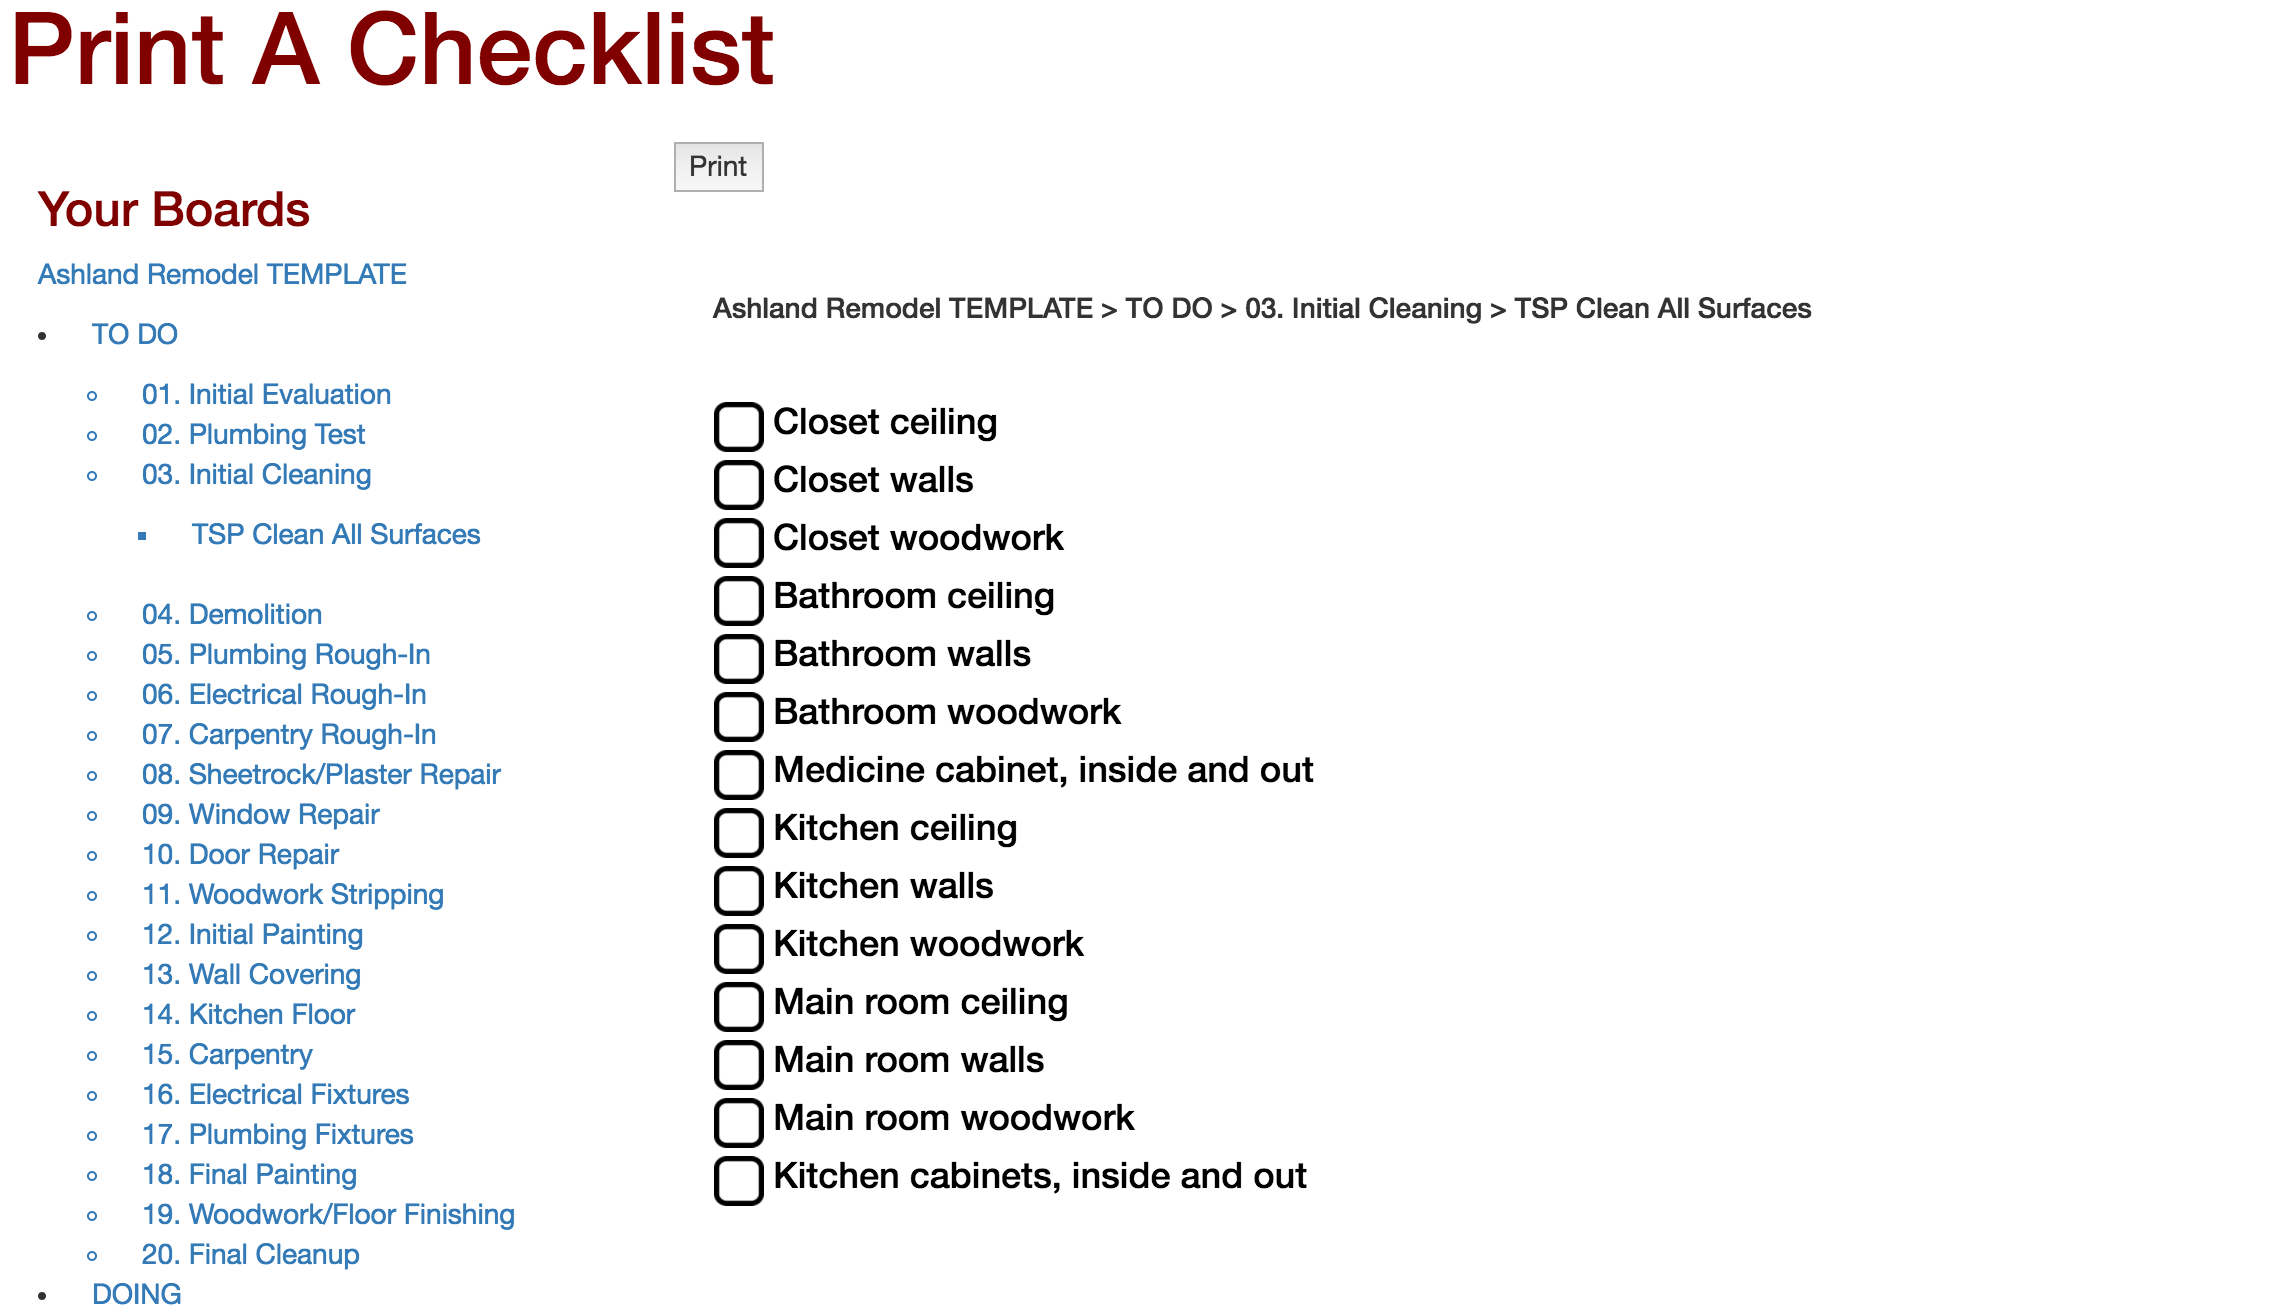 Print A Checklist
Print
Your Boards
Ashland Remodel TEMPLATE
TO DO
01. Initial Evaluation
02. Plumbing Test
03. Initial Cleaning
TSP Clean All Surfaces
04. Demolition
05. Plumbing Rough-In
06. Electrical Rough-In
07. Carpentry Rough-In
08. Sheetrock/Plaster Repair
09. Window Repair
10. Door Repair
11. Woodwork Stripping
12. Initial Painting
13. Wall Covering
14. Kitchen Floor
15. Carpentry
16. Electrical Fixtures
17. Plumbing Fixtures
18. Final Painting
19. Woodwork/Floor Finishing
20. Final Cleanup
DOING
Ashland Remodel TEMPLATE > TO DO > 03. Initial Cleaning > TSP Clean All Surfaces
Closet ceiling
Closet walls
Closet woodwork
Bathroom ceiling
Bathroom walls
Bathroom woodwork
Medicine cabinet, inside and out
Kitchen ceiling
Kitchen walls
Kitchen woodwork
Main room ceiling
Main room walls
Main room woodwork
Kitchen cabinets, inside and out